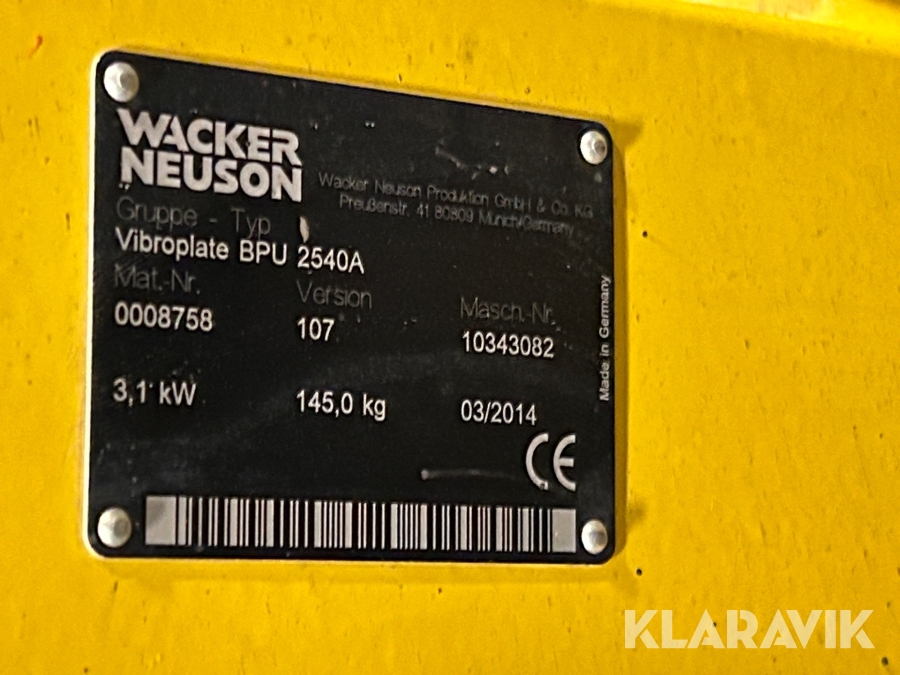 WACKER
NEUSON
Wacker Neuson Produktion GmbH & Co. KG
Preußenstr. 41 80809 Munich/Germany
Gruppe - Typ
Vibroplate BPU 2540A
Mat.-Nr.
Version
Masch.-Nr.
0008758
107
10343082
3,1 kW
145,0 kg
03/2014
Made in Germany
CE
KLARAVIK